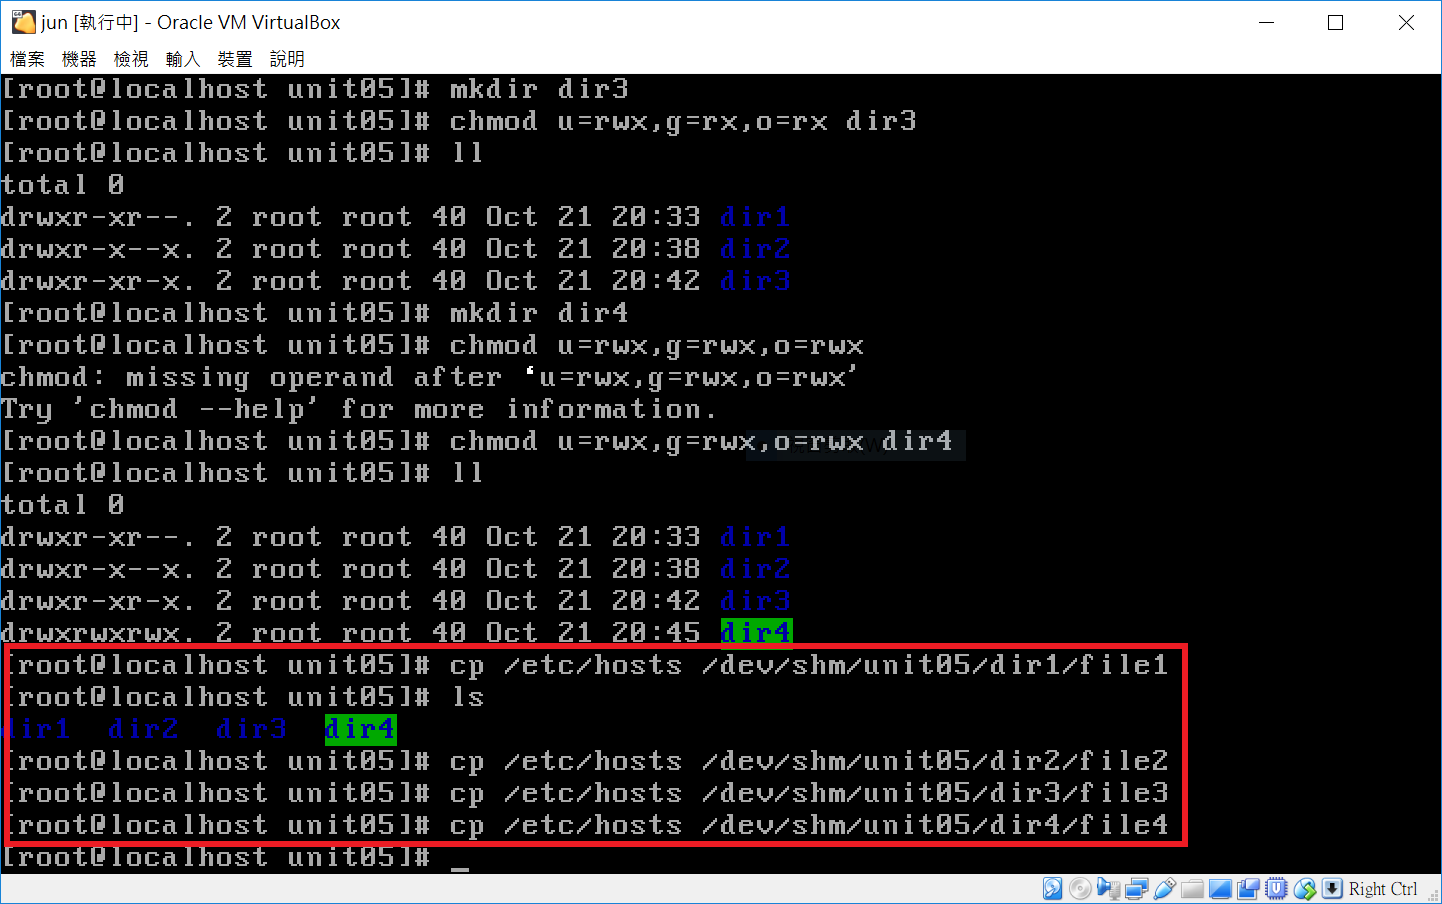 jun [執行中] - Oracle VM VirtualBox
檔案 機器 檢視 輸入 裝置 說明
[root@localhost unit05]# mkdir dir3
[root@localhost unit05]# chmod u=rwx,g=rx,o=rx dir3
[root@localhost unit05]# ll
total 0
drwxr-xr--. 2 root root 40 Oct 21 20:33 dir1
drwxr-x--x. 2 root root 40 Oct 21 20:38 dir2
drwxr-xr-x. 2 root root 40 Oct 21 20:42 dir3
[root@localhost unit05]# mkdir dir4
[root@localhost unit05]# chmod u=rwx,g=rwx,o=rwx
chmod: missing operand after ‘u=rwx,g=rwx,o=rwx’
Try 'chmod --help' for more information.
[root@localhost unit05]# chmod u=rwx,g=rwx,o=rwx dir4
[root@localhost unit05]# ll
total 0
drwxr-xr--. 2 root root 40 Oct 21 20:33 dir1
drwxr-x--x. 2 root root 40 Oct 21 20:38 dir2
drwxr-xr-x. 2 root root 40 Oct 21 20:42 dir3
drwxrwxrwx. 2 root root 40 Oct 21 20:45 dir4
[root@localhost unit05]# cp /etc/hosts /dev/shm/unit05/dir1/file1
[root@localhost unit05]# ls
dir1 dir2 dir3 dir4
[root@localhost unit05]# cp /etc/hosts /dev/shm/unit05/dir2/file2
[root@localhost unit05]# cp /etc/hosts /dev/shm/unit05/dir3/file3
[root@localhost unit05]# cp /etc/hosts /dev/shm/unit05/dir4/file4
[root@localhost unit05]# _
Right Ctrl